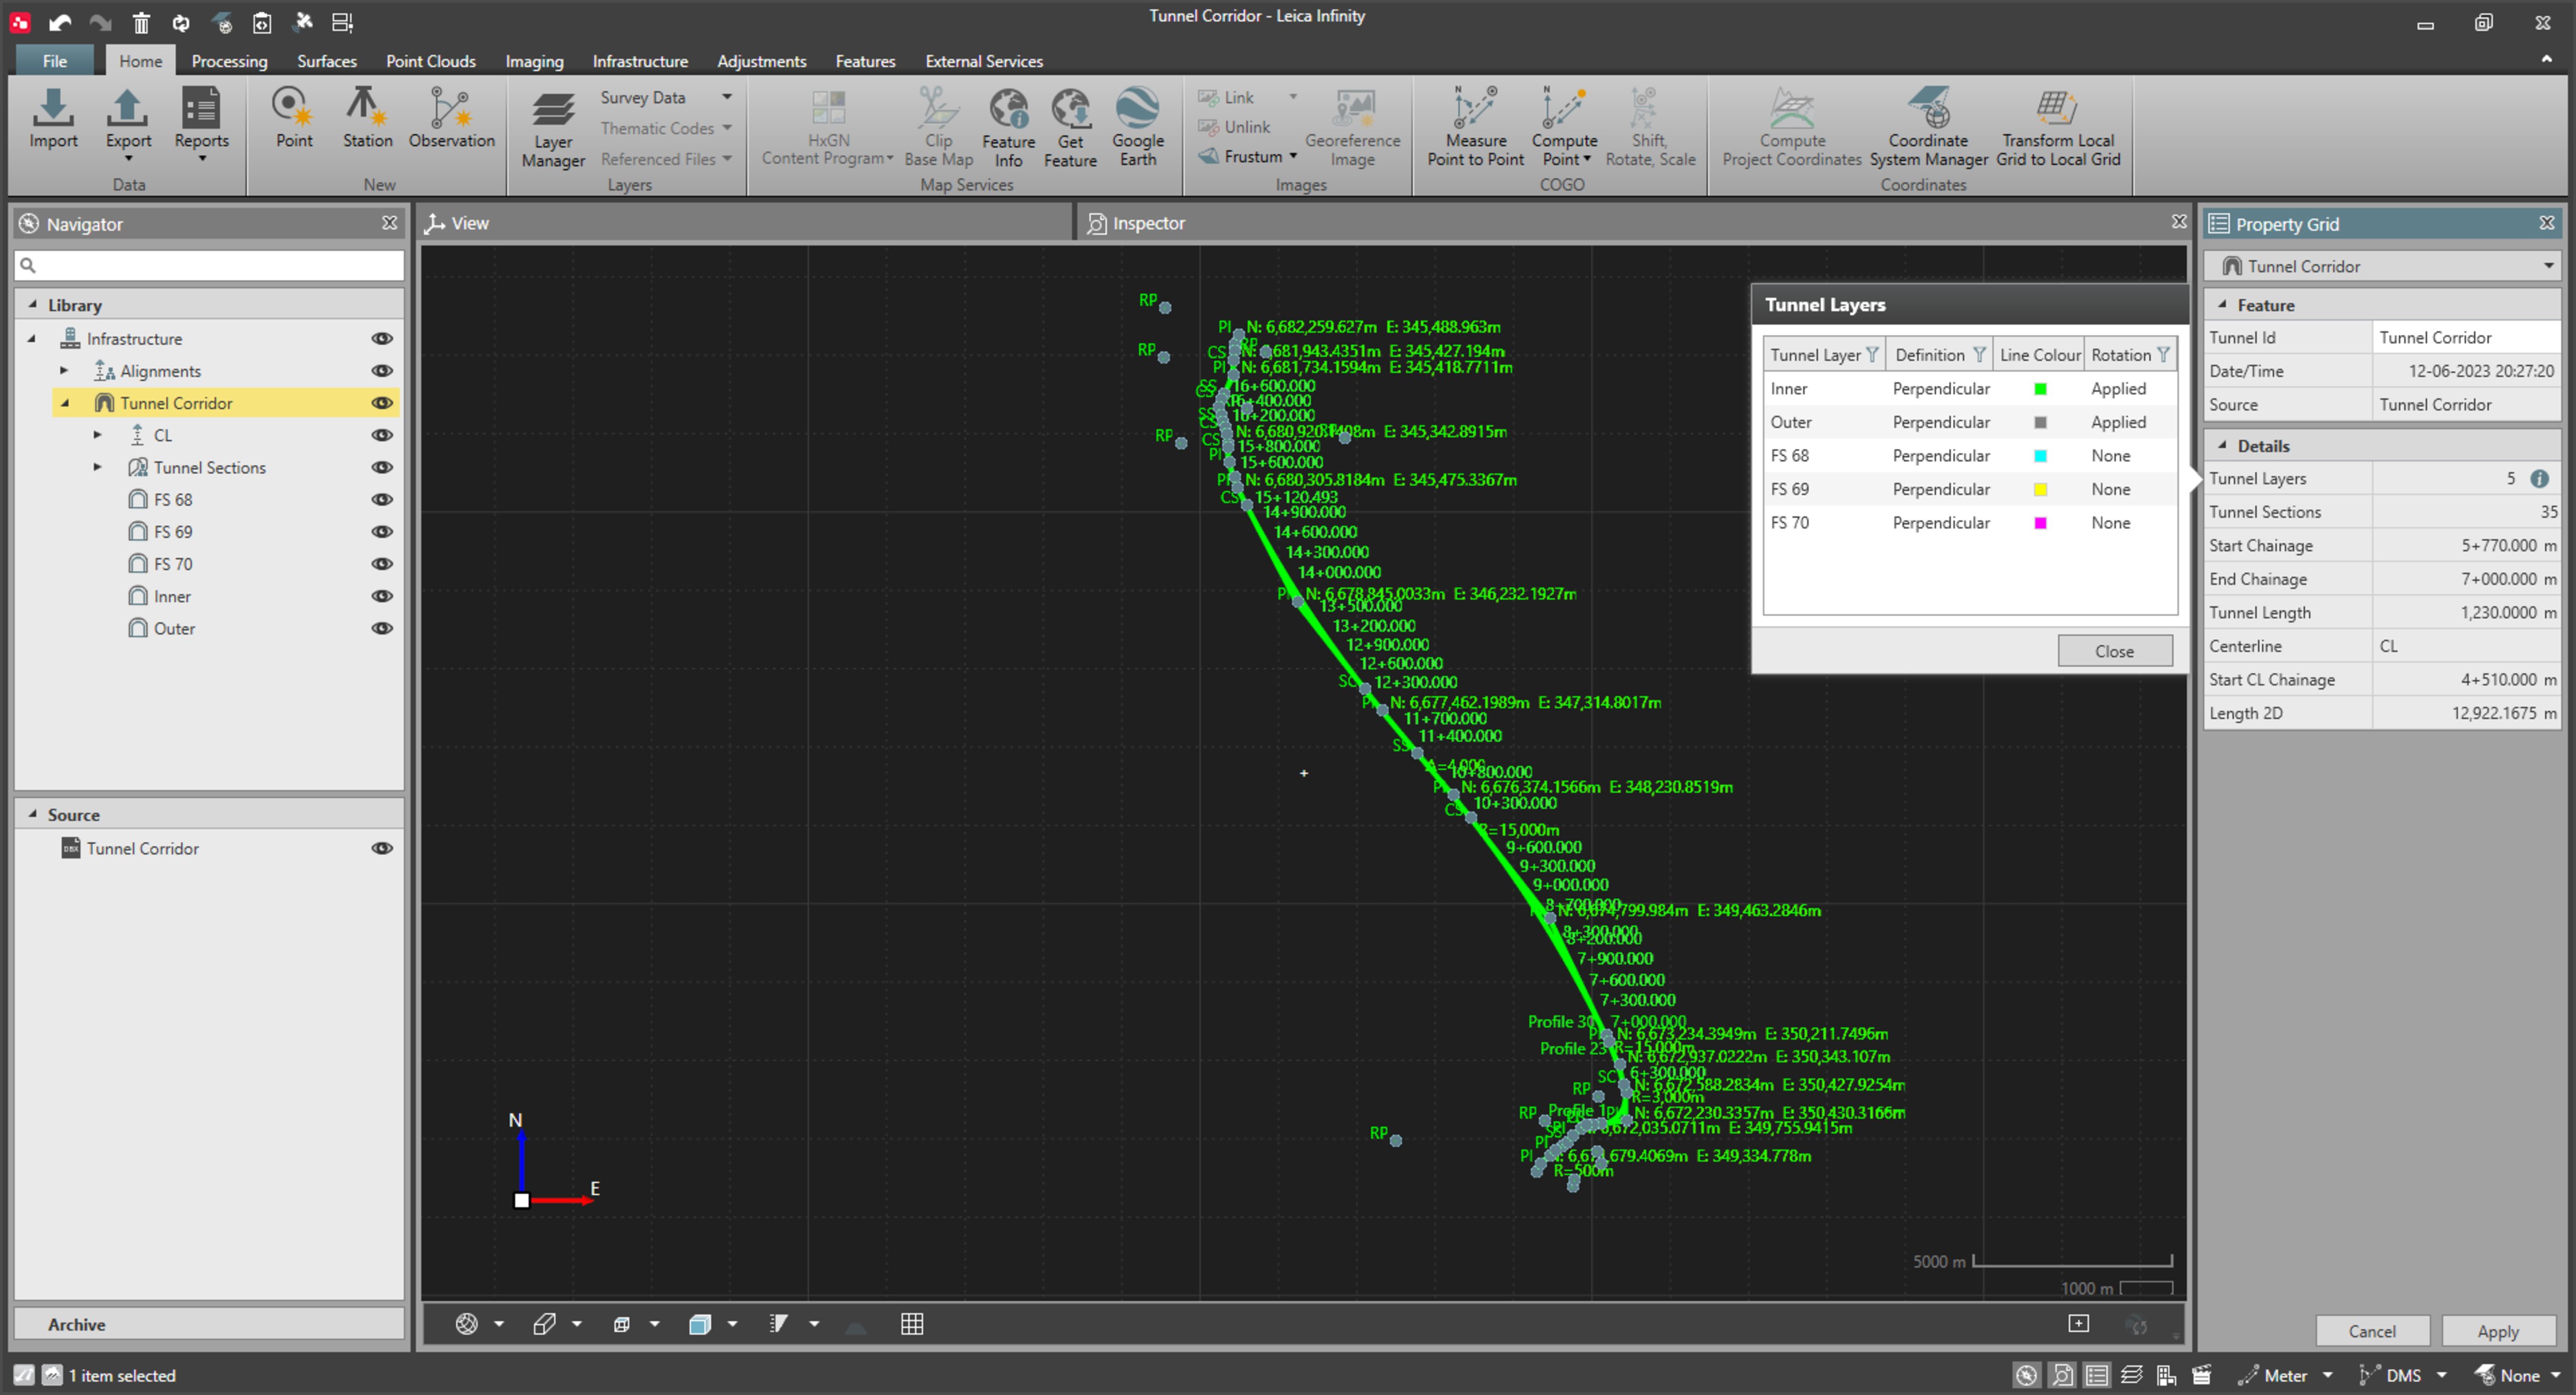 Tunnel Corridor - Leica Infinity
File Home Processing Surfaces Point Clouds Imaging Infrastructure Adjustments Features External Services
Import Export Reports
Data
Point Station Observation
New
Layer Manager
Survey Data
Thematic Codes
Referenced Files
Layers
HxGN Content Program
Clip Base Map
Feature Info
Get Feature
Google Earth
Map Services
Link
Unlink
Frustum
Georeference Image
Images
Measure Point to Point
Compute Point
Shift, Rotate, Scale
COGO
Compute Project Coordinates
Coordinate System Manager
Transform Local Grid to Local Grid
Coordinates
Navigator
Library
Infrastructure
Alignments
Tunnel Corridor
CL
Tunnel Sections
FS 68
FS 69
FS 70
Inner
Outer
Source
Tunnel Corridor
Archive
View
Inspector
RP
PI N: 6,682,259.627m E: 345,488.963m
RP
CS
681,943.4351m E: 345,427.194m
PI N: 6,681,734.1594m E: 345,418.7711m
SS 16+600.000
CS
16+400.000
SS 16+200.000
RP
CS
E: 345,342.8915m
15+800.000
PI 15+600.000
N: 6,680,305.8184m E: 345,475.3367m
CS 15+120.493
14+900.000
14+600.000
14+300.000
14+000.000
N: 6,678,845.0033m E: 346,232.1927m
13+500.000
13+200.000
12+900.000
12+600.000
SC 12+300.000
N: 6,677,462.1989m E: 347,314.8017m
11+700.000
11+400.000
SS
10+800.000
N: 6,676,374.1566m E: 348,230.8519m
CS 10+300.000
R=15,000m
9+600.000
9+300.000
9+000.000
8+700.000
E: 349,463.2846m
8+300.000
8+200.000
7+900.000
7+600.000
7+300.000
Profile 30 7+000.000
N: 6,673,234.3949m E: 350,211.7496m
Profile 23 R=15,000m
N: 6,672,937.0222m E: 350,343.107m
SC 6+300.000
RP N: 6,672,588.2834m E: 350,427.9254m
R=3,000m
RP Profile 1 N: 6,672,230.3357m E: 350,430.3166m
RP
672,035.0711m E: 349,755.9415m
PI
PI 679.4069m E: 349,334.778m
R=500m
N
E
5000 m
1000 m
Tunnel Layers
Tunnel Layer Definition Line Colour Rotation
Inner Perpendicular Applied
Outer Perpendicular Applied
FS 68 Perpendicular None
FS 69 Perpendicular None
FS 70 Perpendicular None
Close
Property Grid
Tunnel Corridor
Feature
Tunnel Id Tunnel Corridor
Date/Time 12-06-2023 20:27:20
Source Tunnel Corridor
Details
Tunnel Layers 5
Tunnel Sections 35
Start Chainage 5+770.000 m
End Chainage 7+000.000 m
Tunnel Length 1,230.0000 m
Centerline CL
Start CL Chainage 4+510.000 m
Length 2D 12,922.1675 m
Cancel Apply
1 item selected
Meter DMS None